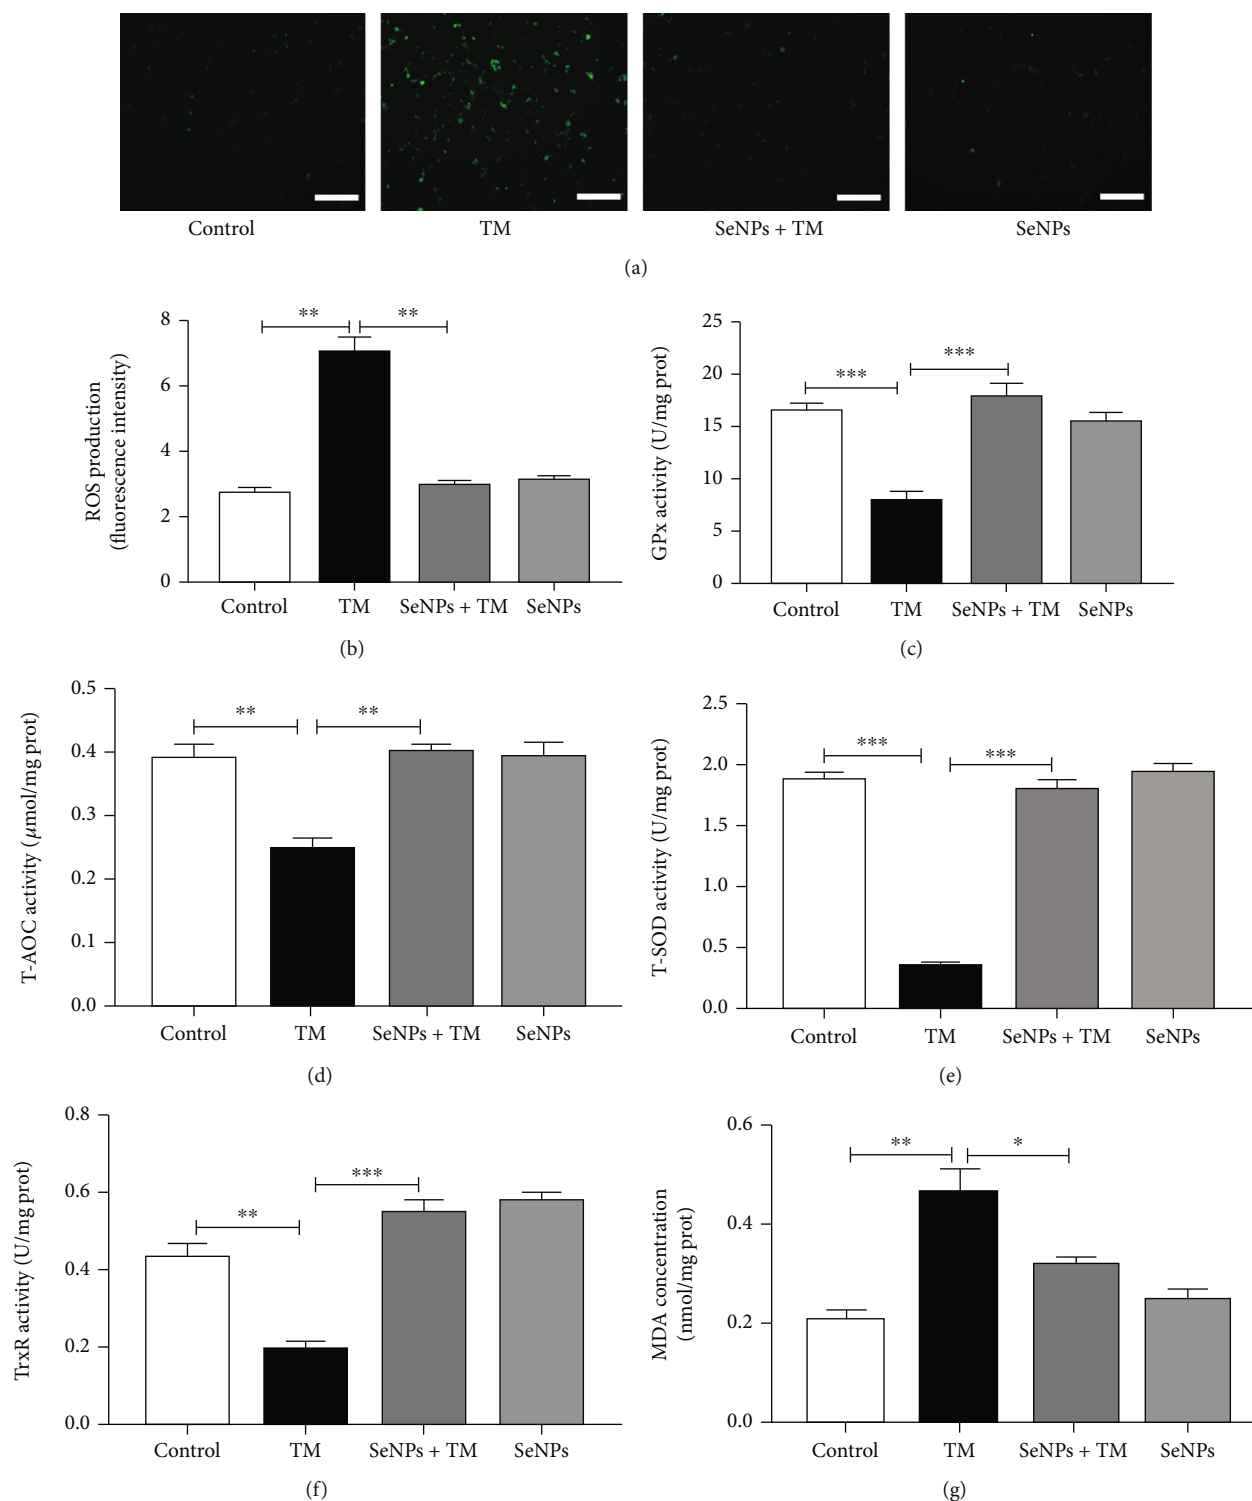 Control TM SeNPs + TM SeNPs
(a)
ROS production
(fluorescence intensity)
8
6
4
2
0
** **
Control TM SeNPs + TM SeNPs
(b)
GPx activity (U/mg prot)
25
20
15
10
5
0
*** ***
Control TM SeNPs + TM SeNPs
(c)
T-AOC activity (μmol/mg prot)
0.5
0.4
0.3
0.2
0.1
0.0
** **
Control TM SeNPs + TM SeNPs
(d)
T-SOD activity (U/mg prot)
2.5
2.0
1.5
1.0
0.5
0.0
*** ***
Control TM SeNPs + TM SeNPs
(e)
TrxR activity (U/mg prot)
0.8
0.6
0.4
0.2
0.0
** ***
Control TM SeNPs + TM SeNPs
(f)
MDA concentration
(nmol/mg prot)
0.6
0.4
0.2
0.0
** *
Control TM SeNPs + TM SeNPs
(g)